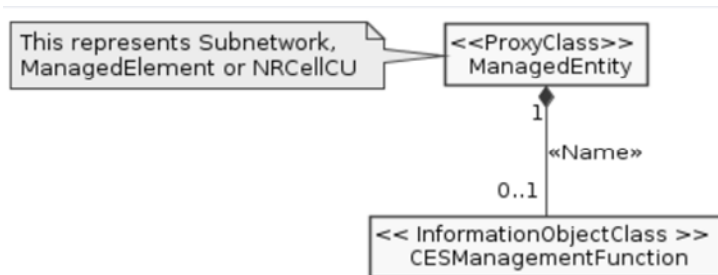 This represents Subnetwork,
ManagedElement or NRCellCU
<<ProxyClass>>
ManagedEntity
1
«Name»
0..1
<< InformationObjectClass >>
CESManagementFunction